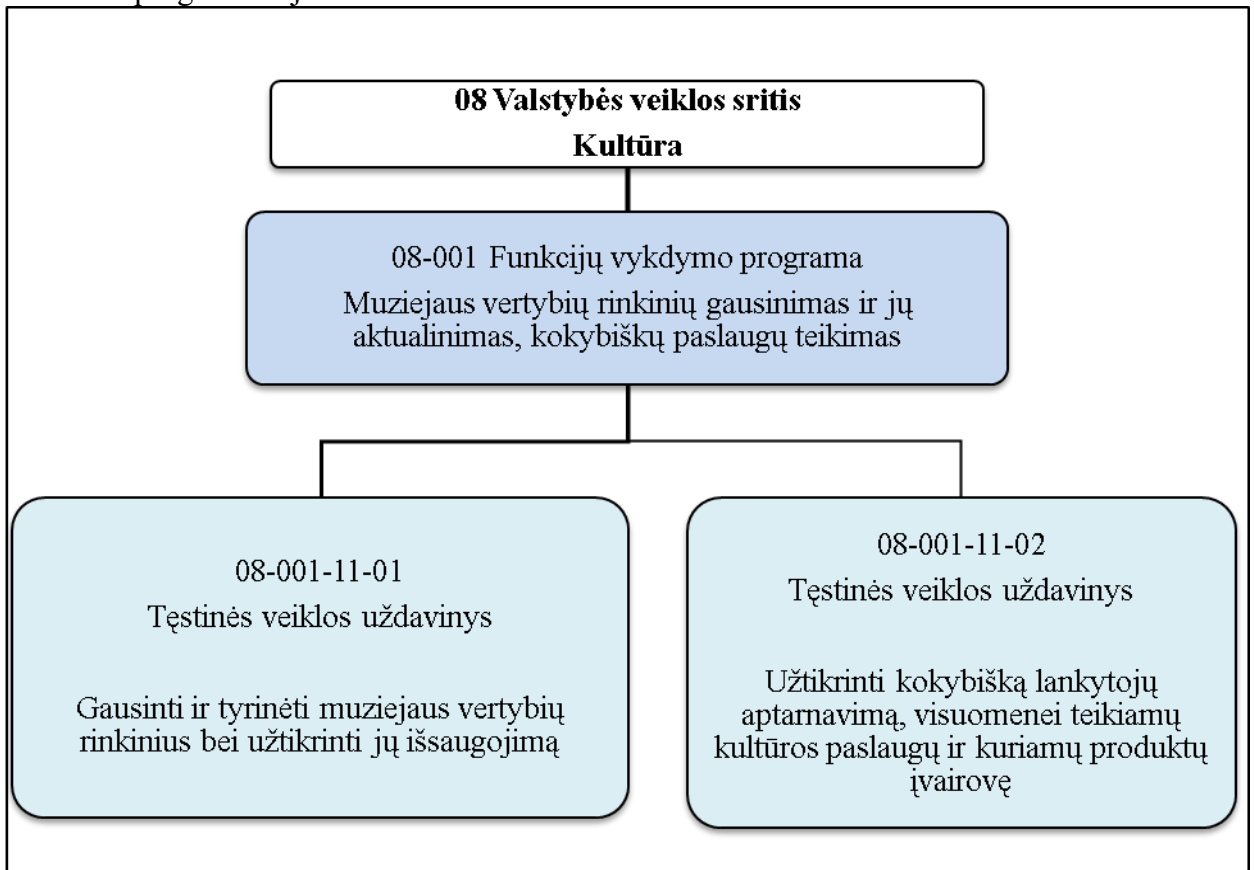 08 Valstybės veiklos sritis
Kultūra
08-001 Funkcijų vykdymo programa
Muziejaus vertybių rinkinių gausinimas ir jų
aktualinimas, kokybiškų paslaugų teikimas
08-001-11-01
Tęstinės veiklos uždavinys
Gausinti ir tyrinėti muziejaus vertybių
rinkinius bei užtikrinti jų išsaugojimą
08-001-11-02
Tęstinės veiklos uždavinys
Užtikrinti kokybišką lankytojų
aptarnavimą, visuomenei teikiamų
kultūros paslaugų ir kuriamų produktų
įvairovę